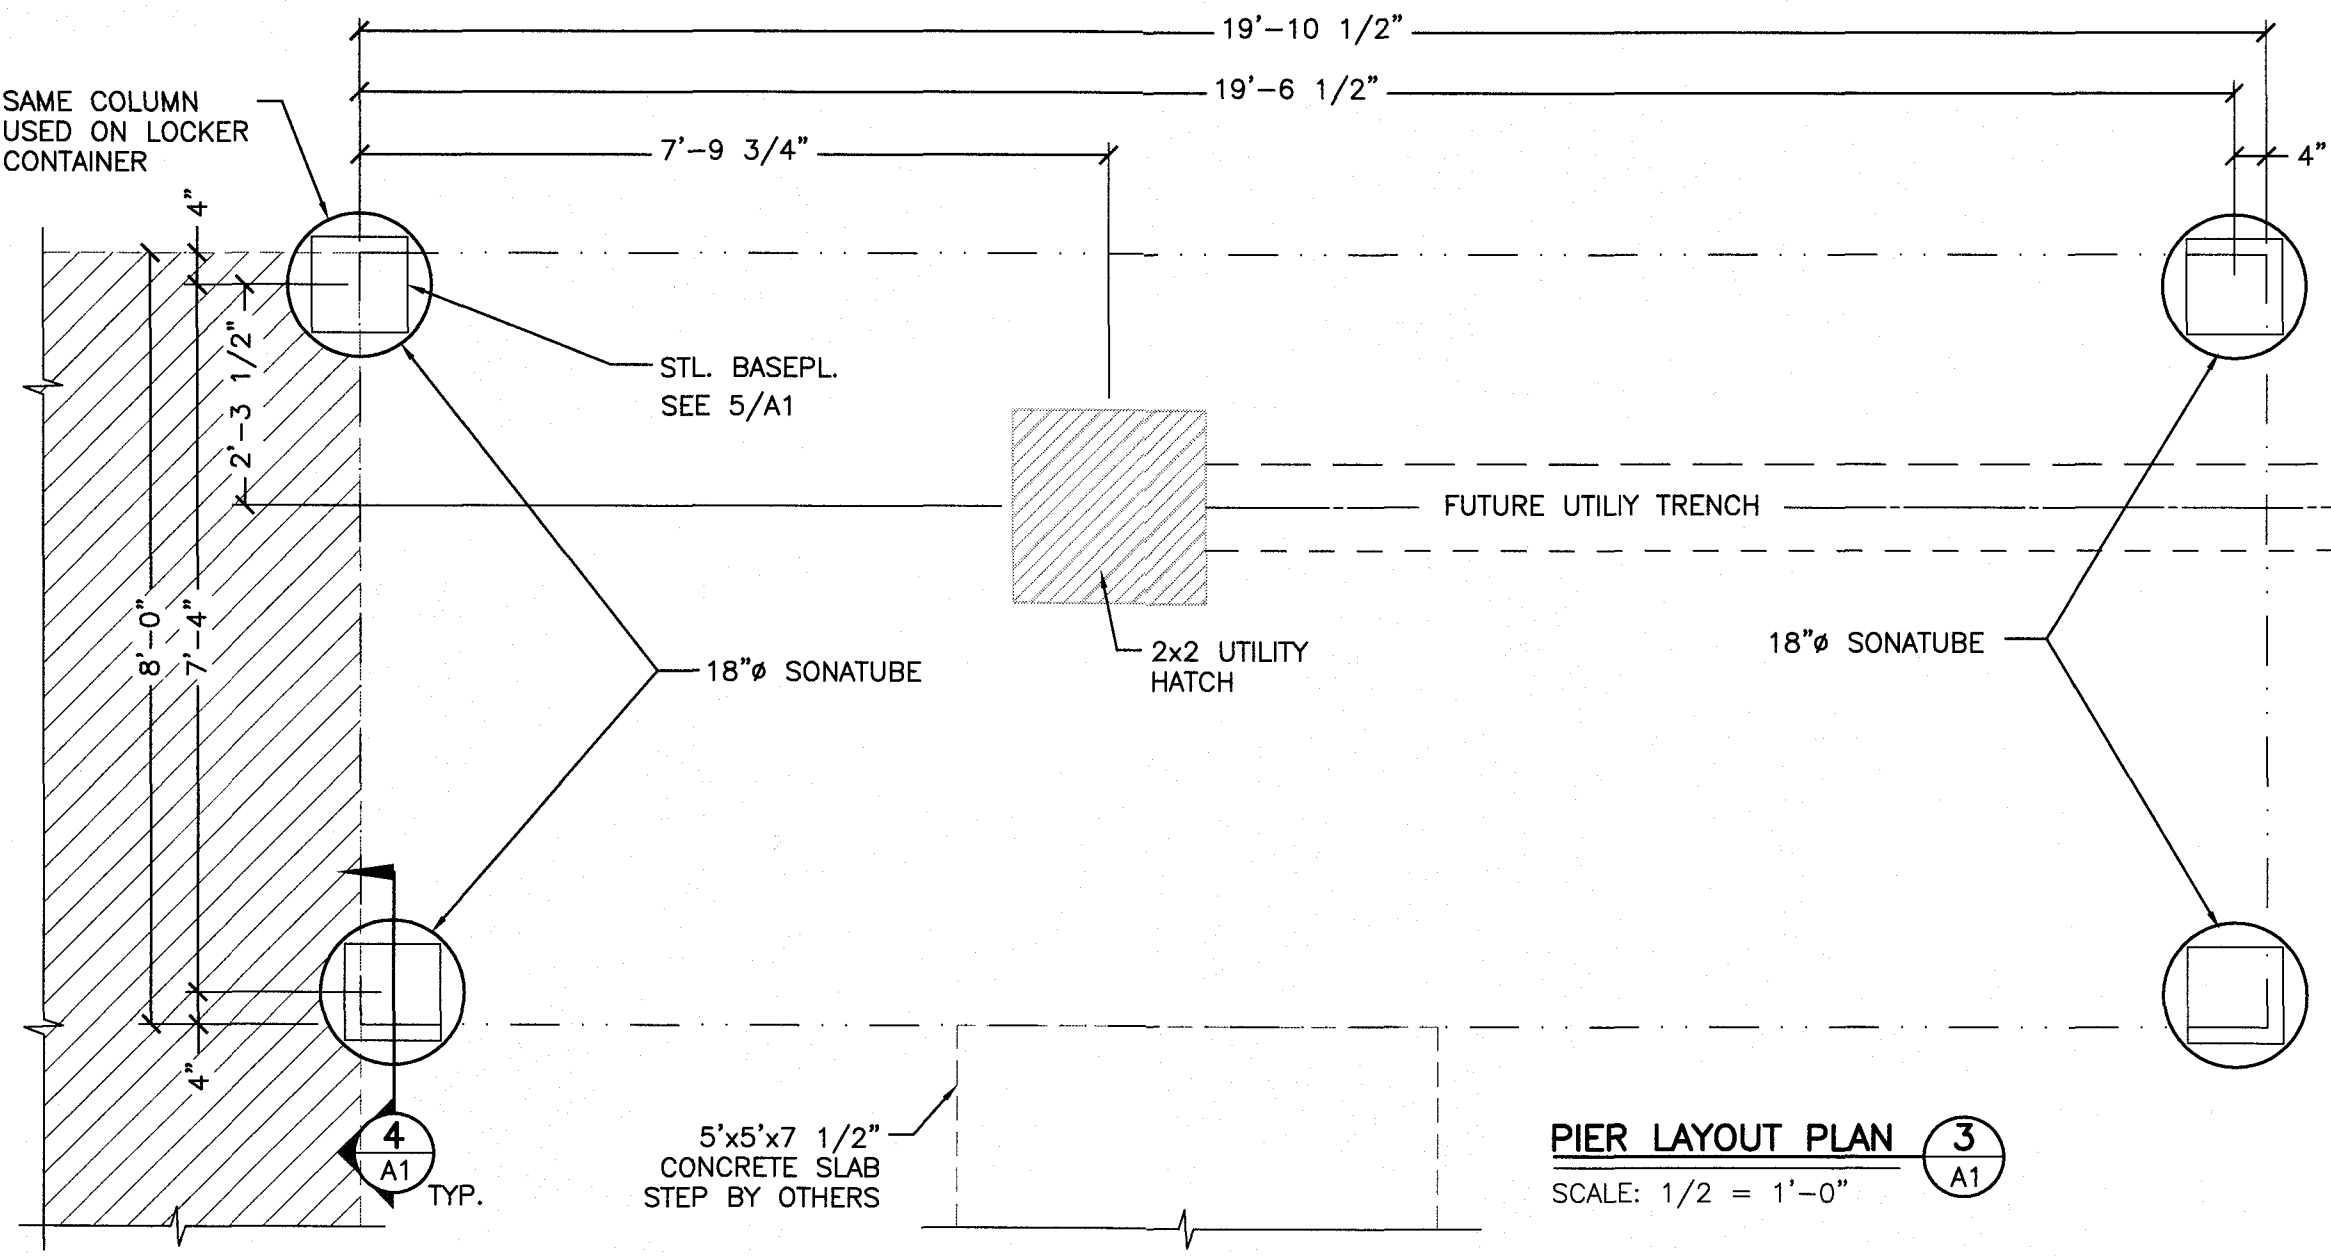 19'-10 1/2"
19'-6 1/2"
7'-9 3/4"
4"
SAME COLUMN
USED ON LOCKER
CONTAINER
4"
2'-3 1/2"
8'-0"
7'-4"
4"
STL. BASEPL.
SEE 5/A1
FUTURE UTILIY TRENCH
2x2 UTILITY
HATCH
18"ø SONATUBE
18"ø SONATUBE
4
A1
TYP.
5'x5'x7 1/2"
CONCRETE SLAB
STEP BY OTHERS
PIER LAYOUT PLAN
3
A1
SCALE: 1/2 = 1'-0"